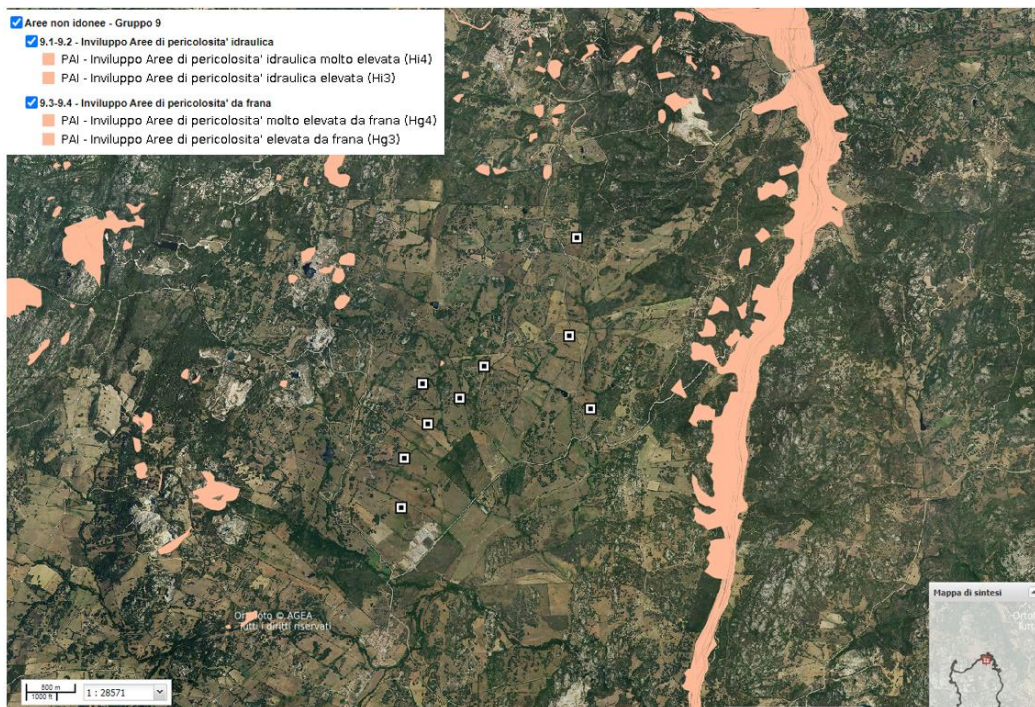 Aree non idonee - Gruppo 9
9.1-9.2 - Inviluppo Aree di pericolosita' idraulica
PAI - Inviluppo Aree di pericolosita' idraulica molto elevata (Hi4)
PAI - Inviluppo Aree di pericolosita' idraulica elevata (Hi3)
9.3-9.4 - Inviluppo Aree di pericolosita' da frana
PAI - Inviluppo Aree di pericolosita' molto elevata da frana (Hg4)
PAI - Inviluppo Aree di pericolosita' elevata da frana (Hg3)
Ortofoto © AGEA
Tutti i diritti riservati
Mappa di sintesi
500 m
1000 ft
1 : 28571